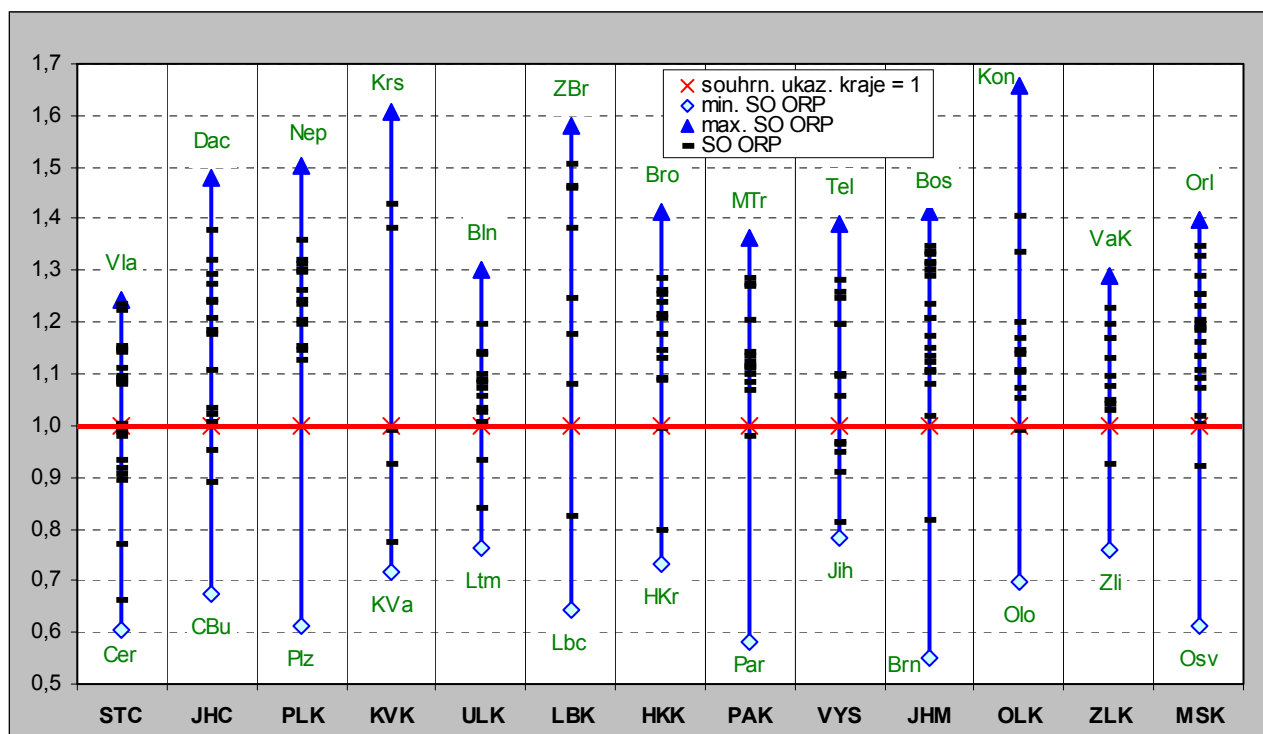 1,7
1,6
1,5
1,4
1,3
1,2
1,1
1,0
0,9
0,8
0,7
0,6
0,5
souhrn. ukaz. kraje = 1
min. SO ORP
max. SO ORP
SO ORP
Vla
Dac
Nep
Krs
Bln
ZBr
Bro
MTr
Tel
Bos
Kon
VaK
Orl
Cer
CBu
Plz
KVa
Ltm
Lbc
HKr
Par
Jih
Brn
Olo
Zli
Osv
STC JHC PLK KVK ULK LBK HKK PAK VYS JHM OLK ZLK MSK